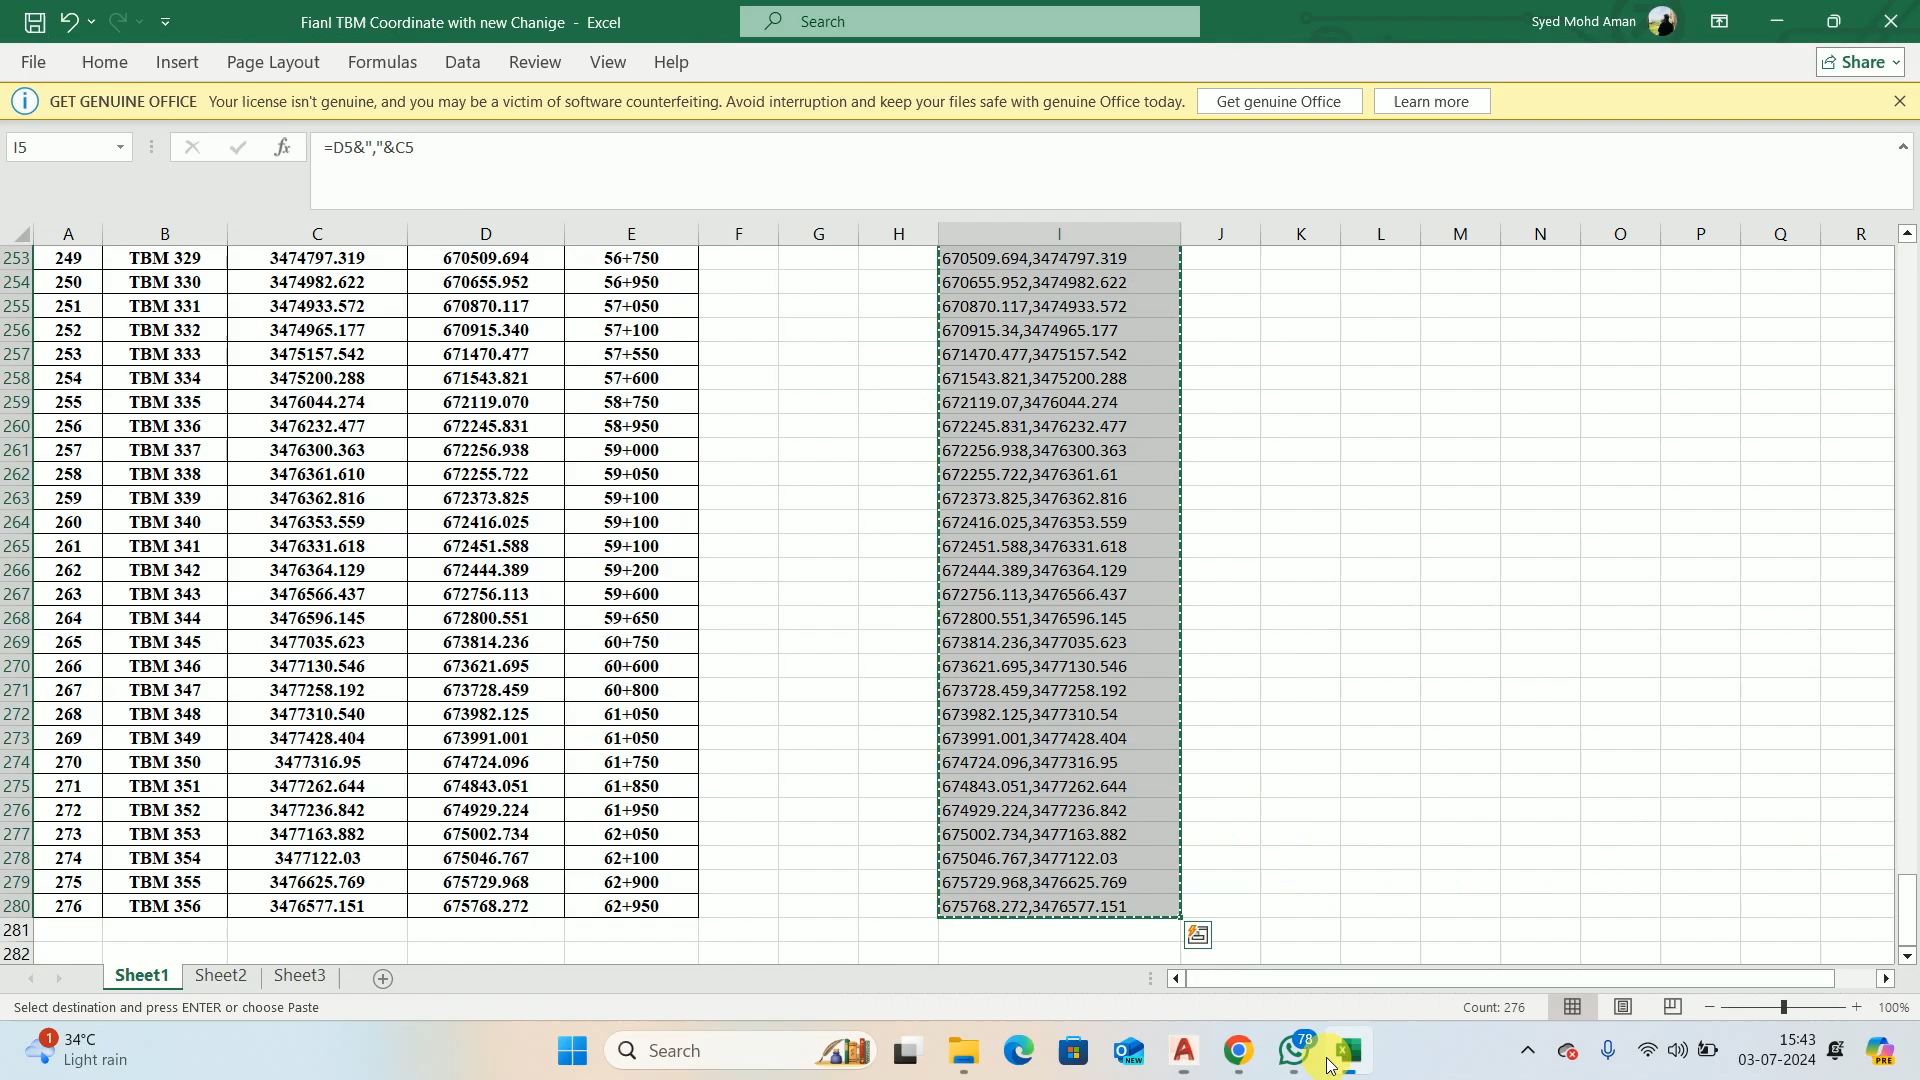 Fianl TBM Coordinate with new Chanige - Excel
Search
Syed Mohd Aman
File Home Insert Page Layout Formulas Data Review View Help
Share
GET GENUINE OFFICE Your license isn't genuine, and you may be a victim of software counterfeiting. Avoid interruption and keep your files safe with genuine Office today. Get genuine Office Learn more
I5 fx =D5&","&C5
A B C D E F G H I J K L M N O P Q R
253 249 TBM 329 3474797.319 670509.694 56+750 670509.694,3474797.319
254 250 TBM 330 3474982.622 670655.952 56+950 670655.952,3474982.622
255 251 TBM 331 3474933.572 670870.117 57+050 670870.117,3474933.572
256 252 TBM 332 3474965.177 670915.340 57+100 670915.34,3474965.177
257 253 TBM 333 3475157.542 671470.477 57+550 671470.477,3475157.542
258 254 TBM 334 3475200.288 671543.821 57+600 671543.821,3475200.288
259 255 TBM 335 3476044.274 672119.070 58+750 672119.07,3476044.274
260 256 TBM 336 3476232.477 672245.831 58+950 672245.831,3476232.477
261 257 TBM 337 3476300.363 672256.938 59+000 672256.938,3476300.363
262 258 TBM 338 3476361.610 672255.722 59+050 672255.722,3476361.61
263 259 TBM 339 3476362.816 672373.825 59+100 672373.825,3476362.816
264 260 TBM 340 3476353.559 672416.025 59+100 672416.025,3476353.559
265 261 TBM 341 3476331.618 672451.588 59+100 672451.588,3476331.618
266 262 TBM 342 3476364.129 672444.389 59+200 672444.389,3476364.129
267 263 TBM 343 3476566.437 672756.113 59+600 672756.113,3476566.437
268 264 TBM 344 3476596.145 672800.551 59+650 672800.551,3476596.145
269 265 TBM 345 3477035.623 673814.236 60+750 673814.236,3477035.623
270 266 TBM 346 3477130.546 673621.695 60+600 673621.695,3477130.546
271 267 TBM 347 3477258.192 673728.459 60+800 673728.459,3477258.192
272 268 TBM 348 3477310.540 673982.125 61+050 673982.125,3477310.54
273 269 TBM 349 3477428.404 673991.001 61+050 673991.001,3477428.404
274 270 TBM 350 3477316.95 674724.096 61+750 674724.096,3477316.95
275 271 TBM 351 3477262.644 674843.051 61+850 674843.051,3477262.644
276 272 TBM 352 3477236.842 674929.224 61+950 674929.224,3477236.842
277 273 TBM 353 3477163.882 675002.734 62+050 675002.734,3477163.882
278 274 TBM 354 3477122.03 675046.767 62+100 675046.767,3477122.03
279 275 TBM 355 3476625.769 675729.968 62+900 675729.968,3476625.769
280 276 TBM 356 3476577.151 675768.272 62+950 675768.272,3476577.151
281
282
Sheet1 Sheet2 Sheet3
Select destination and press ENTER or choose Paste Count: 276 100%
1 34°C
Light rain
Search
NEW
78
15:43
03-07-2024
PRE